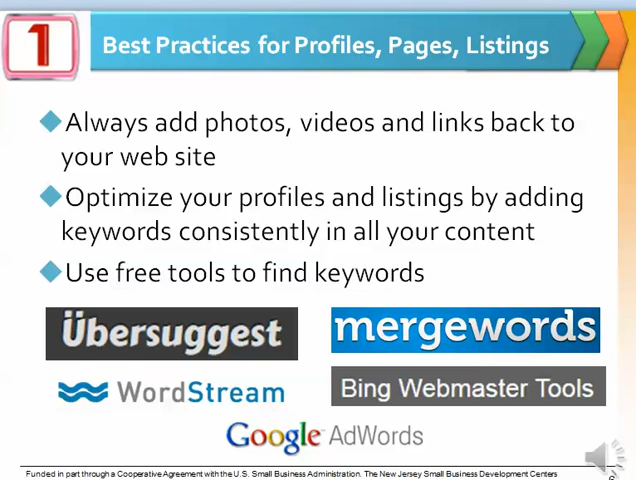 1
Best Practices for Profiles, Pages, Listings
Always add photos, videos and links back to
your web site
Optimize your profiles and listings by adding
keywords consistently in all your content
Use free tools to find keywords
Übersuggest
mergewords
WordStream
Bing Webmaster Tools
Google™ AdWords
Funded in part through a Cooperative Agreement with the U.S. Small Business Administration. The New Jersey Small Business Development Centers